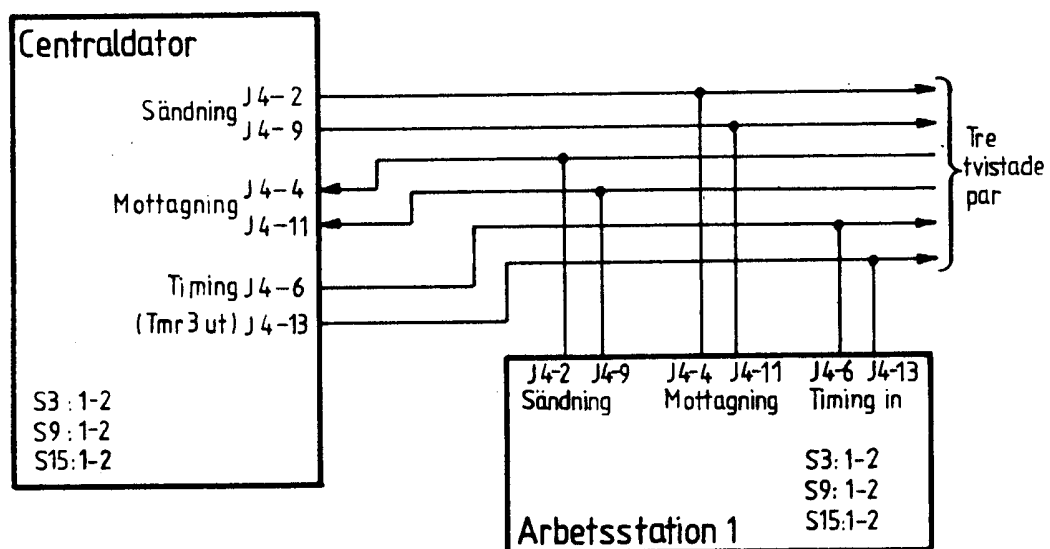 Centraldator
Sändning J4-2
J4-9
Mottagning J4-4
J4-11
Timing J4-6
(Tmr3 ut) J4-13
S3: 1-2
S9: 1-2
S15: 1-2
Tre
tvistade
par
J4-2 J4-9 J4-4 J4-11 J4-6 J4-13
Sändning Mottagning Timing in
S3: 1-2
S9: 1-2
S15: 1-2
Arbetsstation 1